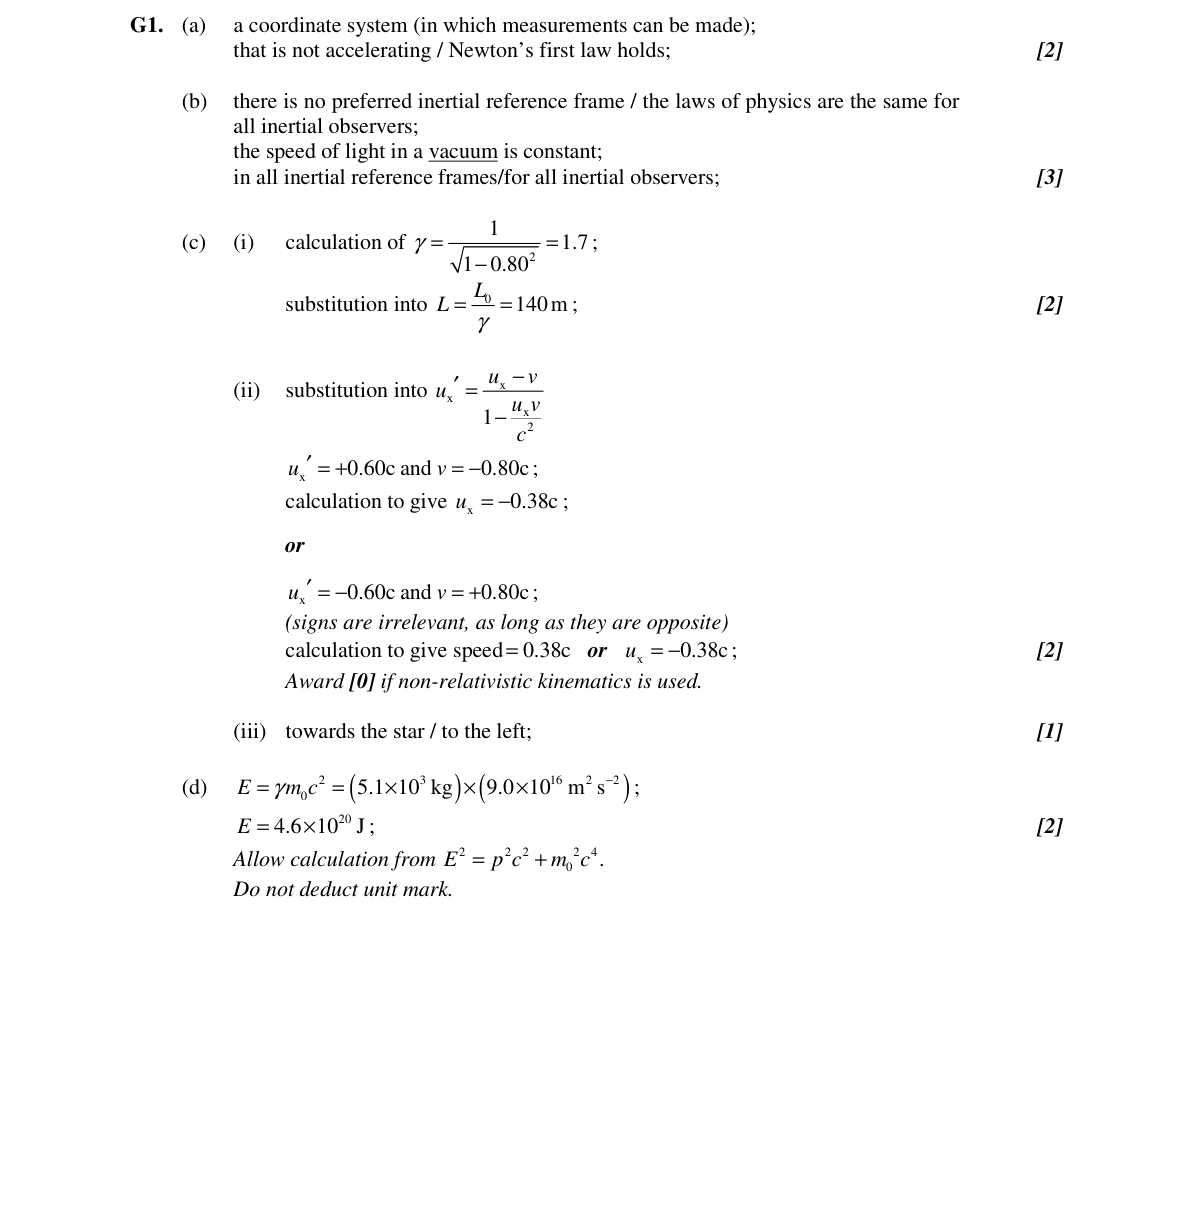 G1. (a) a coordinate system (in which measurements can be made);
that is not accelerating / Newton's first law holds; [2]
(b) there is no preferred inertial reference frame / the laws of physics are the same for
all inertial observers;
the speed of light in a vacuum is constant;
in all inertial reference frames/for all inertial observers; [3]
(c) (i) calculation of γ = 1/√(1−0.80²) = 1.7 ;
substitution into L = L₀/γ = 140 m ; [2]
(ii) substitution into uₓ′ = (uₓ − v)/(1 − uₓv/c²)
uₓ′ = +0.60c and v = −0.80c ;
calculation to give uₓ = −0.38c ;
or
uₓ′ = −0.60c and v = +0.80c ;
(signs are irrelevant, as long as they are opposite)
calculation to give speed = 0.38c or uₓ = −0.38c ; [2]
Award [0] if non-relativistic kinematics is used.
(iii) towards the star / to the left; [1]
(d) E = γm₀c² = (5.1×10³ kg)×(9.0×10¹⁶ m² s⁻²) ;
E = 4.6×10²⁰ J ; [2]
Allow calculation from E² = p²c² + m₀²c⁴ .
Do not deduct unit mark.